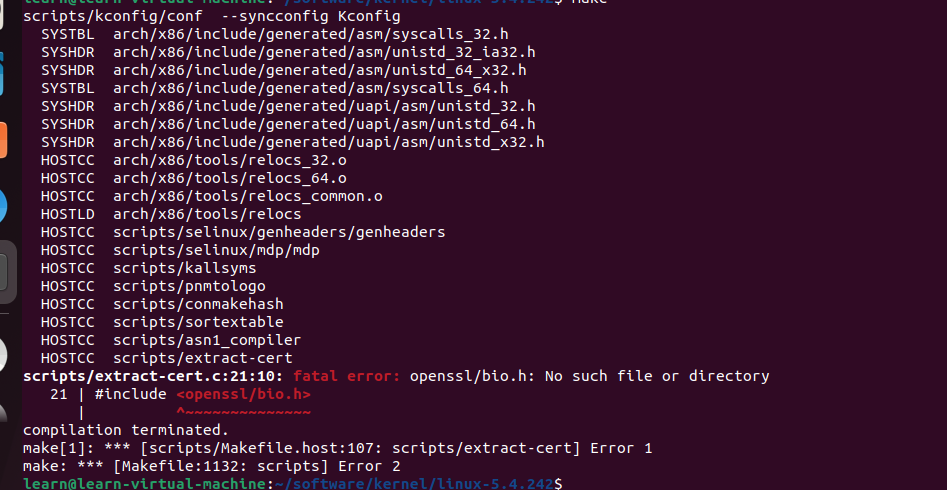 learn@learn-virtual-machine:~/software/kernel/linux-5.4.242$ make
scripts/kconfig/conf  --syncconfig Kconfig
  SYSTBL  arch/x86/include/generated/asm/syscalls_32.h
  SYSHDR  arch/x86/include/generated/asm/unistd_32_ia32.h
  SYSHDR  arch/x86/include/generated/asm/unistd_64_x32.h
  SYSTBL  arch/x86/include/generated/asm/syscalls_64.h
  SYSHDR  arch/x86/include/generated/uapi/asm/unistd_32.h
  SYSHDR  arch/x86/include/generated/uapi/asm/unistd_64.h
  SYSHDR  arch/x86/include/generated/uapi/asm/unistd_x32.h
  HOSTCC  arch/x86/tools/relocs_32.o
  HOSTCC  arch/x86/tools/relocs_64.o
  HOSTCC  arch/x86/tools/relocs_common.o
  HOSTLD  arch/x86/tools/relocs
  HOSTCC  scripts/selinux/genheaders/genheaders
  HOSTCC  scripts/selinux/mdp/mdp
  HOSTCC  scripts/kallsyms
  HOSTCC  scripts/pnmtologo
  HOSTCC  scripts/conmakehash
  HOSTCC  scripts/sortextable
  HOSTCC  scripts/asn1_compiler
  HOSTCC  scripts/extract-cert
scripts/extract-cert.c:21:10: fatal error: openssl/bio.h: No such file or directory
   21 | #include <openssl/bio.h>
      |          ^~~~~~~~~~~~~~~
compilation terminated.
make[1]: *** [scripts/Makefile.host:107: scripts/extract-cert] Error 1
make: *** [Makefile:1132: scripts] Error 2
learn@learn-virtual-machine:~/software/kernel/linux-5.4.242$